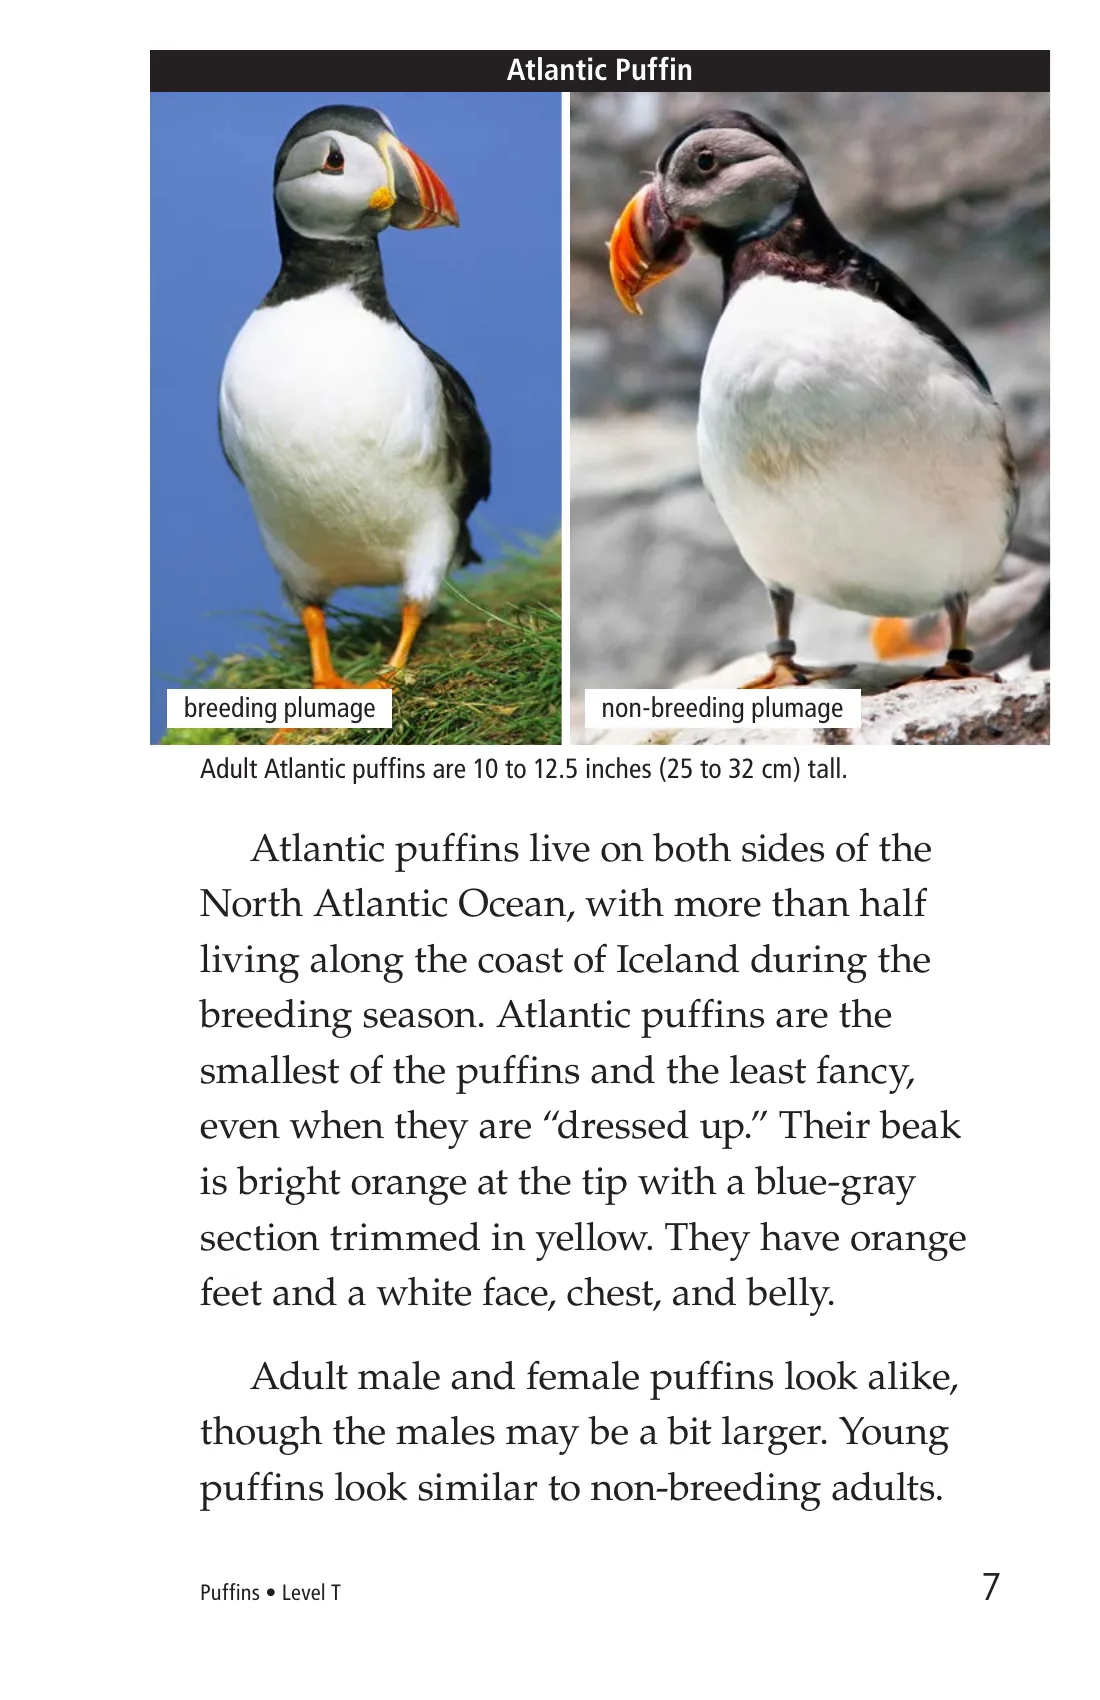 Atlantic Puffin
breeding plumage
non-breeding plumage
Adult Atlantic puffins are 10 to 12.5 inches (25 to 32 cm) tall.
Atlantic puffins live on both sides of the
North Atlantic Ocean, with more than half
living along the coast of Iceland during the
breeding season. Atlantic puffins are the
smallest of the puffins and the least fancy,
even when they are “dressed up.” Their beak
is bright orange at the tip with a blue-gray
section trimmed in yellow. They have orange
feet and a white face, chest, and belly.
Adult male and female puffins look alike,
though the males may be a bit larger. Young
puffins look similar to non-breeding adults.
Puffins • Level T
7